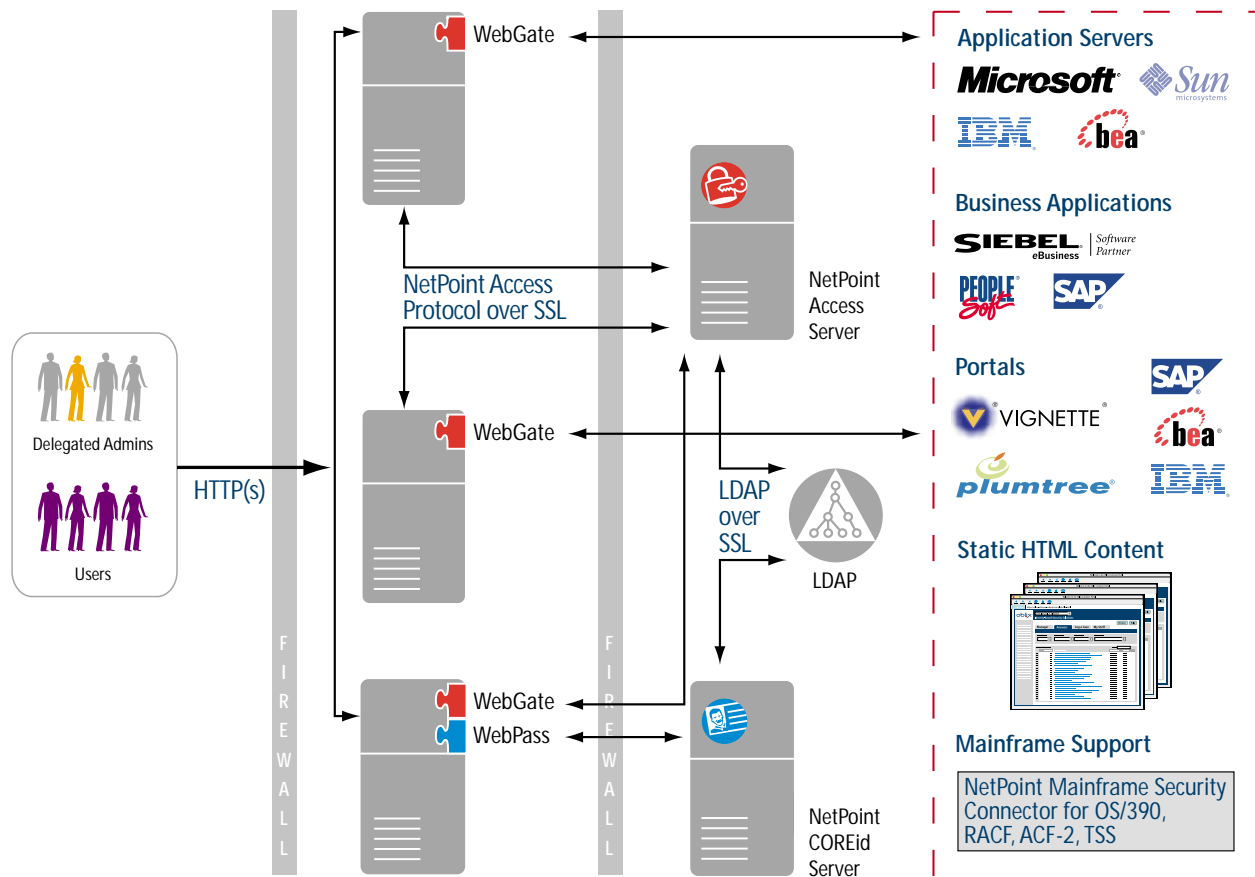 WebGate
Application Servers
Microsoft®
Sun
microsystems
IBM®
bea®
NetPoint Access
Protocol over SSL
NetPoint
Access
Server
Business Applications
SIEBEL®
eBusiness
Software
Partner
PEOPLE
Soft®
SAP®
Delegated Admins
Users
HTTP(s)
WebGate
Portals
SAP®
VIGNETTE®
bea®
plumtree®
IBM®
LDAP
over
SSL
LDAP
Static HTML Content
oblix
FIREWALL
FIREWALL
WebGate
WebPass
NetPoint
COREid
Server
Mainframe Support
NetPoint Mainframe Security
Connector for OS/390,
RACF, ACF-2, TSS